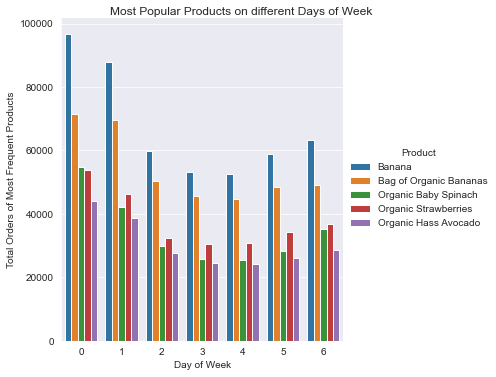 Most Popular Products on different Days of Week
100000
80000
60000
40000
20000
0
Total Orders of Most Frequent Products
0 1 2 3 4 5 6
Day of Week
Product
Banana
Bag of Organic Bananas
Organic Baby Spinach
Organic Strawberries
Organic Hass Avocado